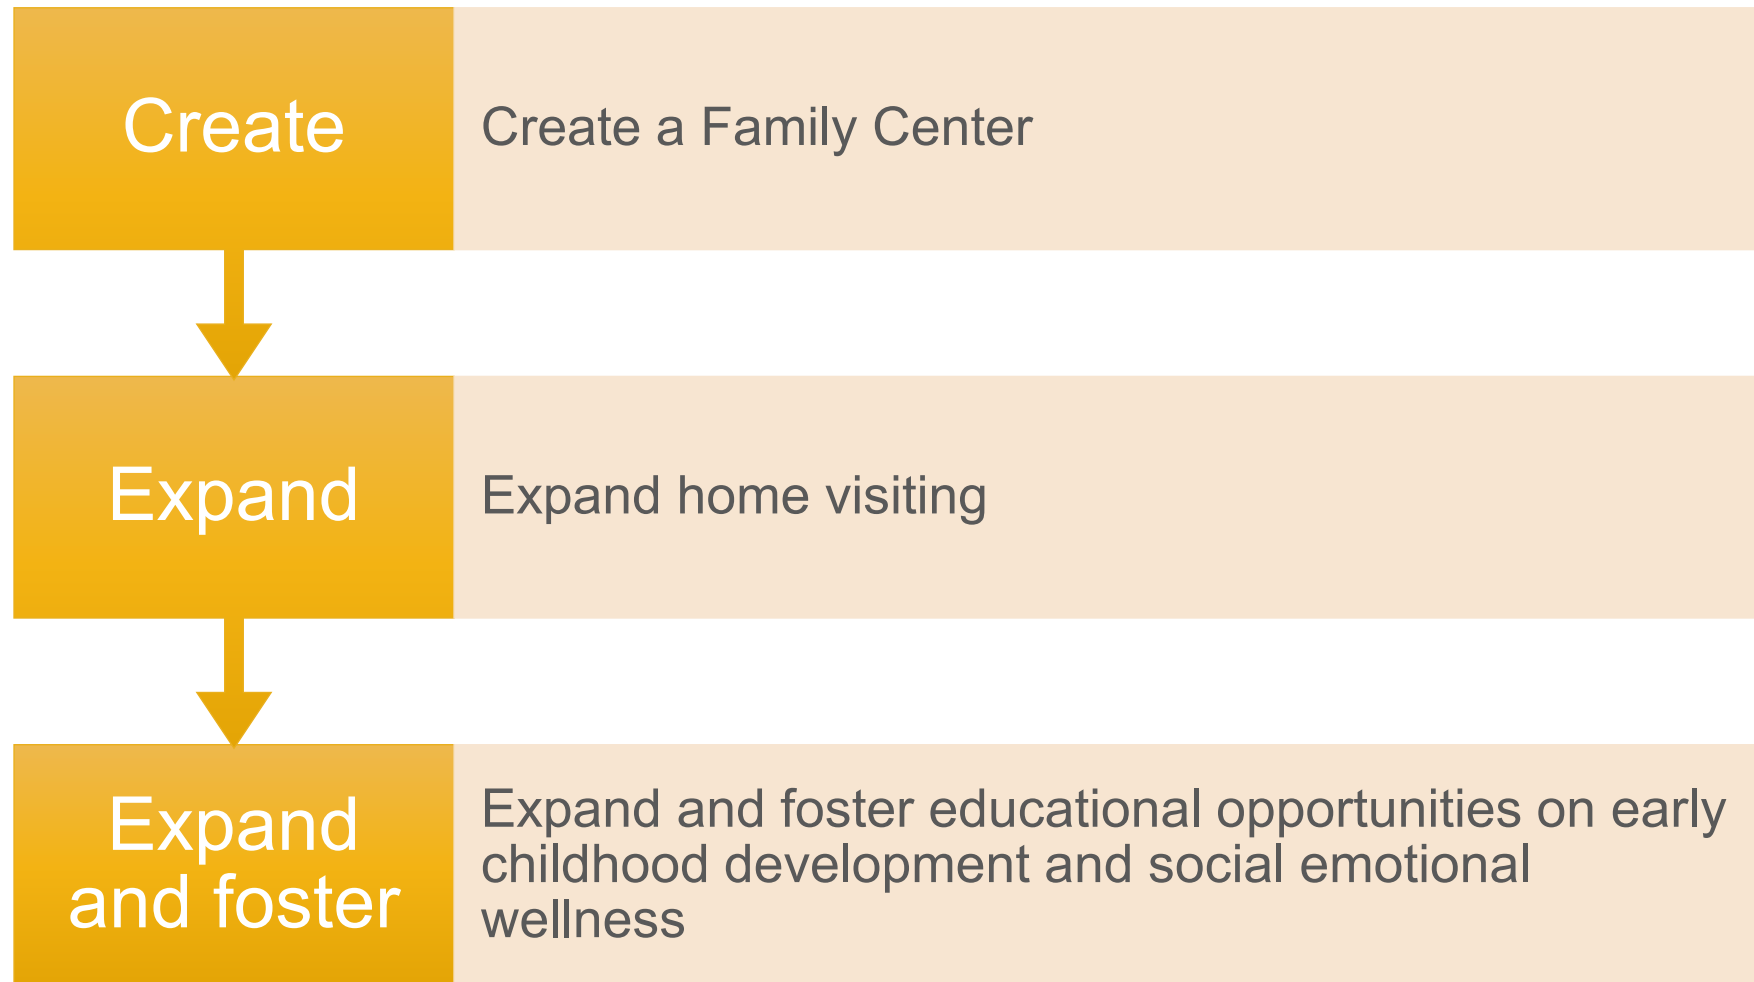 Create
Create a Family Center
Expand
Expand home visiting
Expand
and foster
Expand and foster educational opportunities on early
childhood development and social emotional
wellness